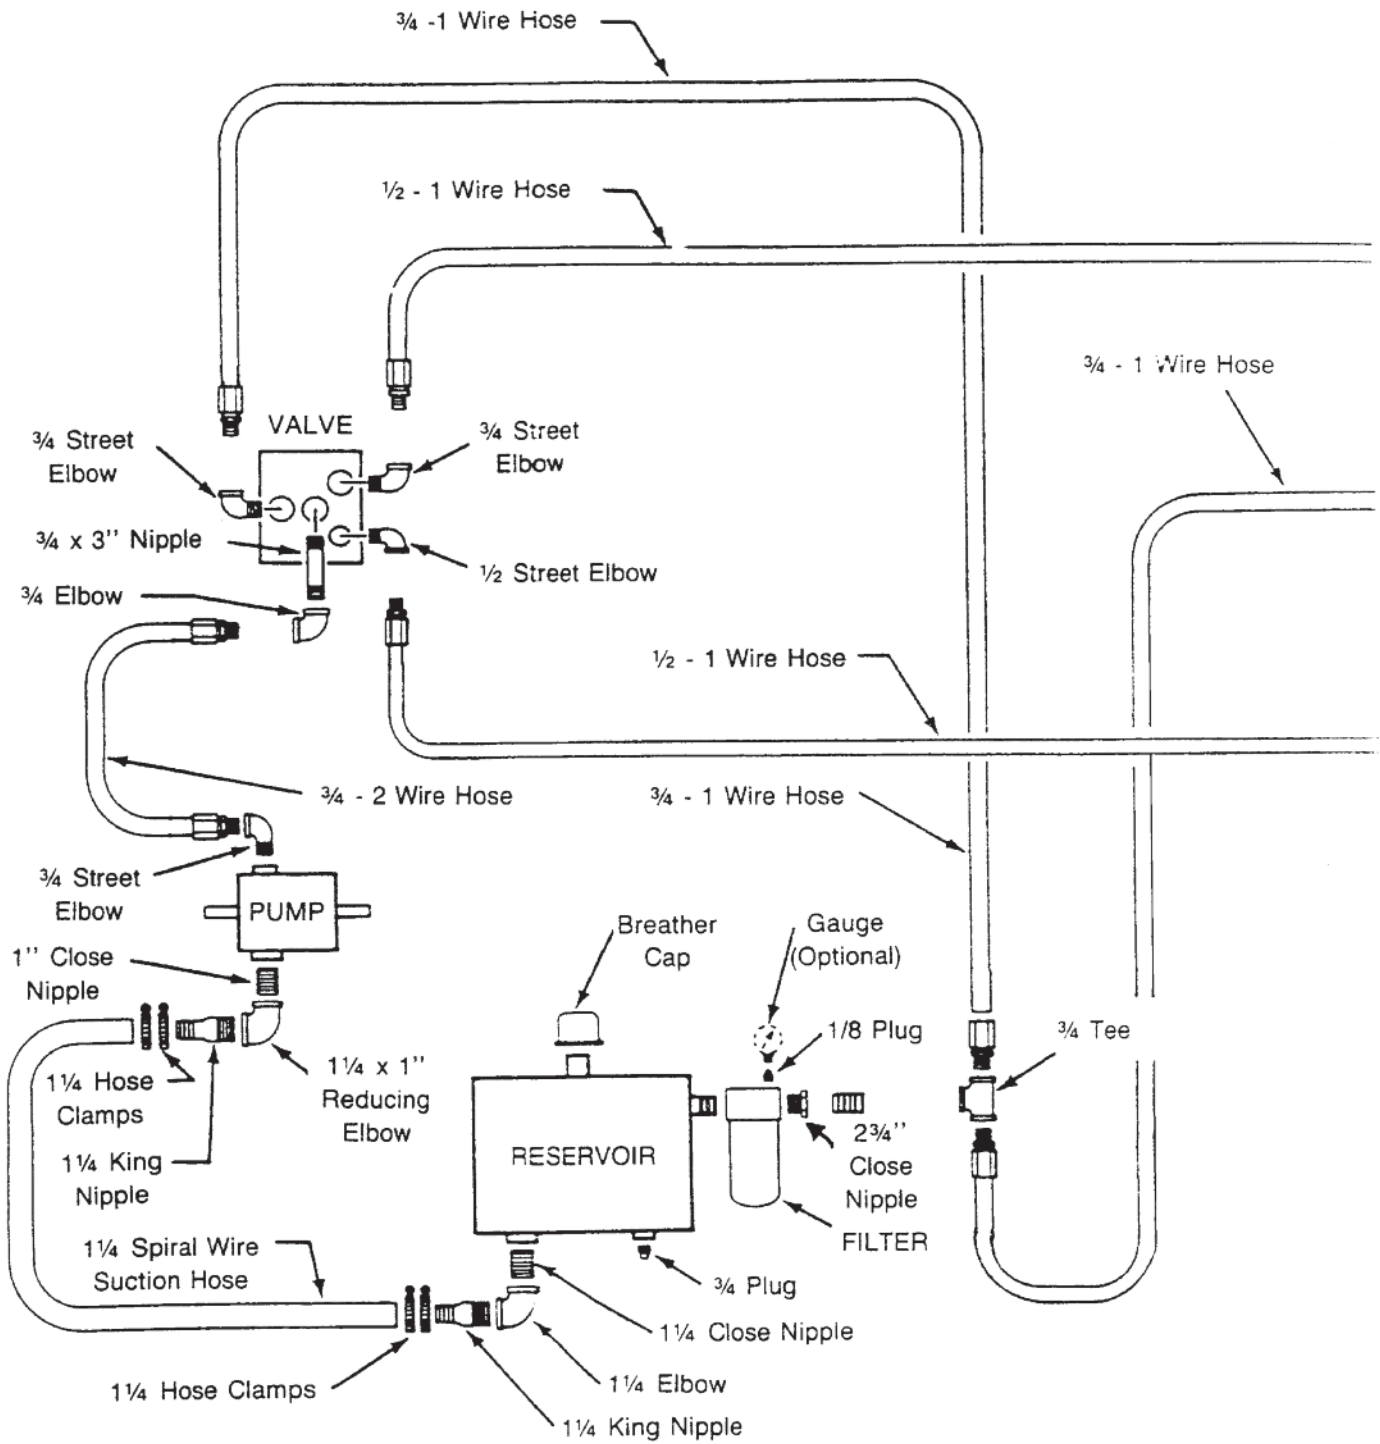 ¾ -1 Wire Hose
½ - 1 Wire Hose
¾ - 1 Wire Hose
VALVE
¾ Street
Elbow
¾ Street
Elbow
¾ x 3'' Nipple
½ Street Elbow
¾ Elbow
½ - 1 Wire Hose
¾ - 2 Wire Hose
¾ - 1 Wire Hose
¾ Street
Elbow
PUMP
Breather
Cap
Gauge
(Optional)
1'' Close
Nipple
1/8 Plug
¾ Tee
1¼ Hose
Clamps
1¼ x 1''
Reducing
Elbow
2¾''
Close
Nipple
RESERVOIR
1¼ King
Nipple
FILTER
1¼ Spiral Wire
Suction Hose
¾ Plug
1¼ Close Nipple
1¼ Hose Clamps
1¼ Elbow
1¼ King Nipple